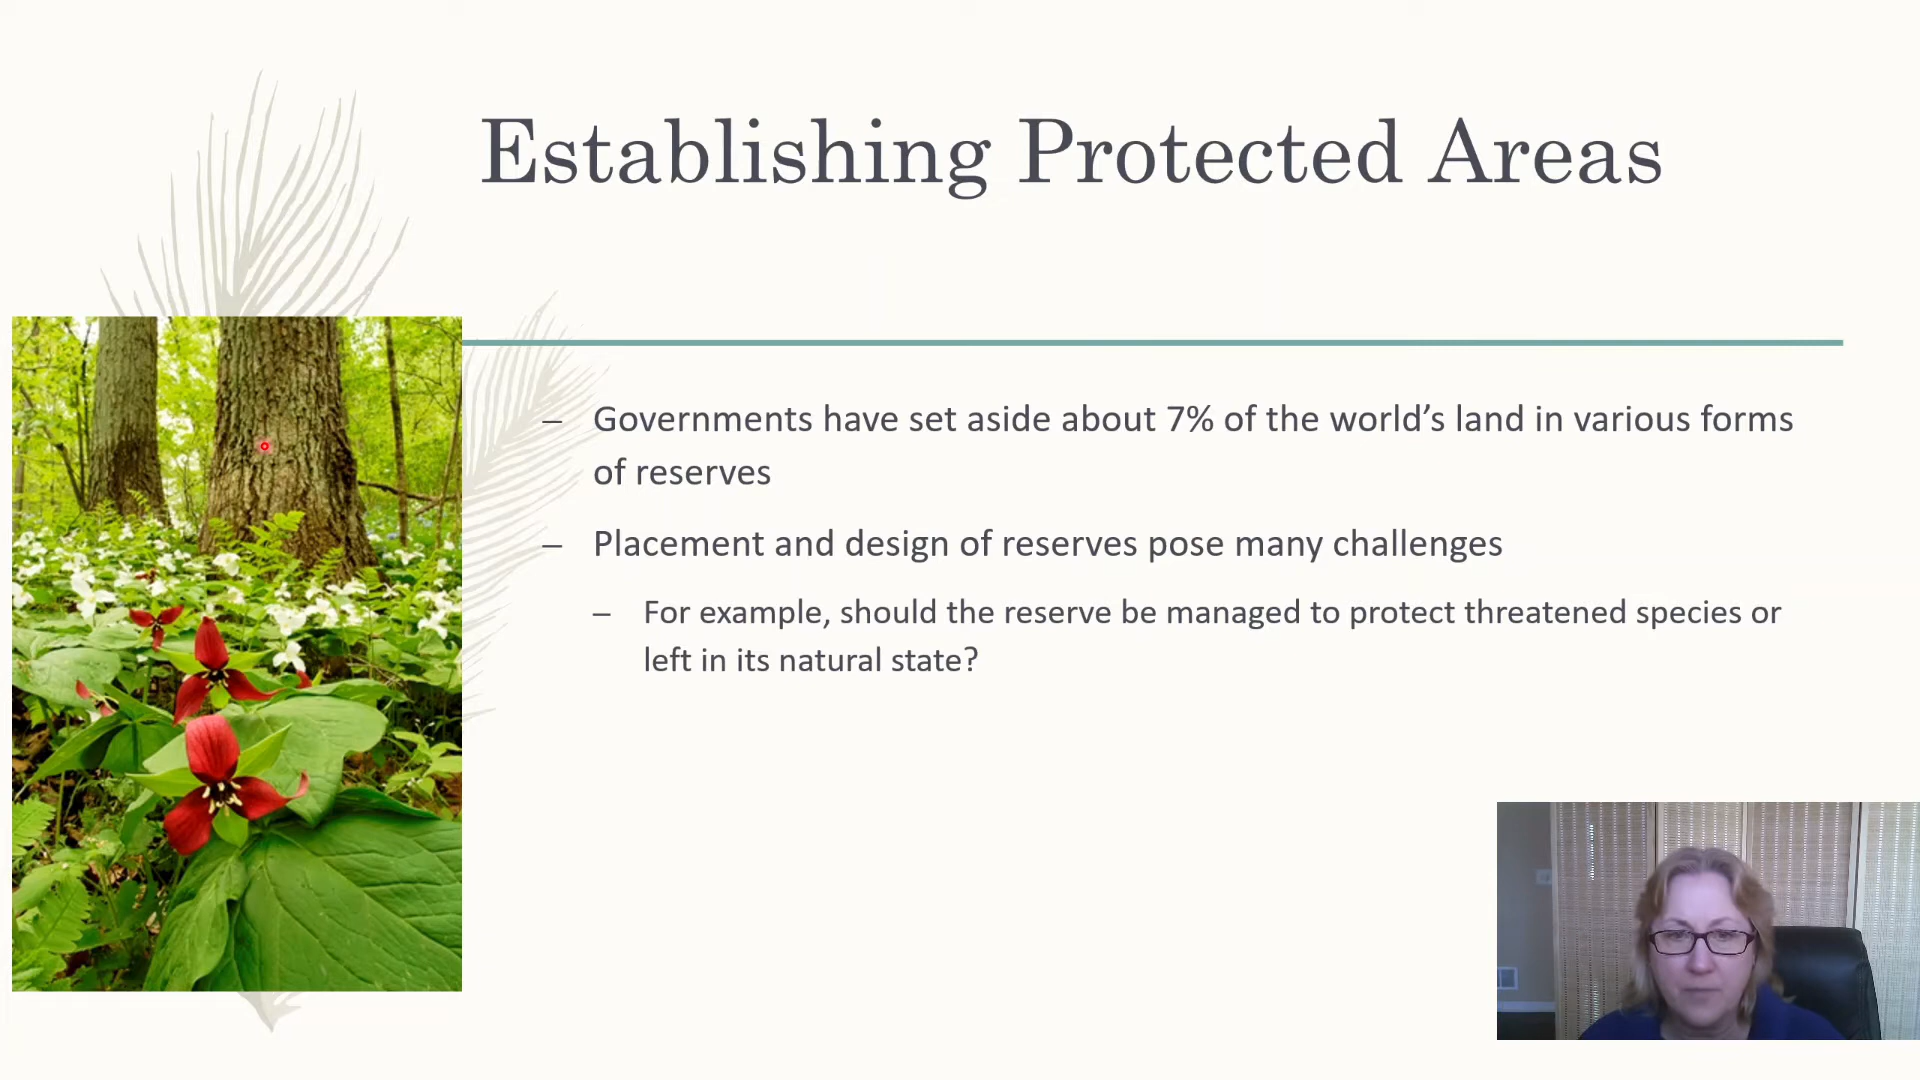 Establishing Protected Areas
– Governments have set aside about 7% of the world’s land in various forms
of reserves
– Placement and design of reserves pose many challenges
– For example, should the reserve be managed to protect threatened species or
left in its natural state?